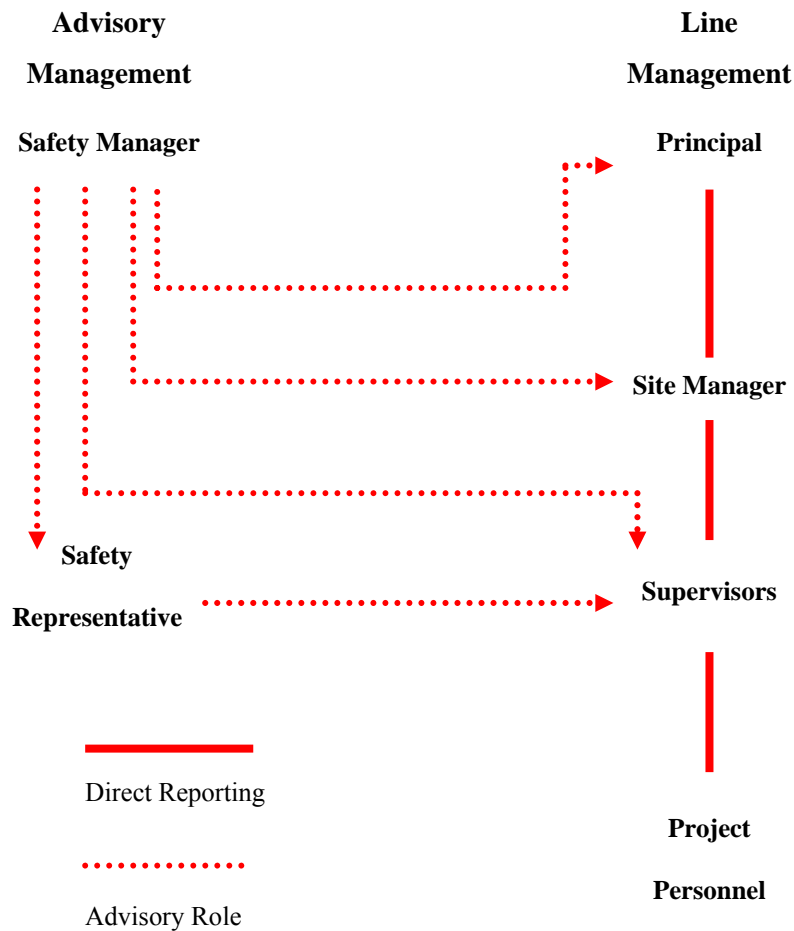 Advisory
Management
Line
Management
Safety Manager
Principal
Site Manager
Safety
Representative
Supervisors
Direct Reporting
Project
Personnel
Advisory Role